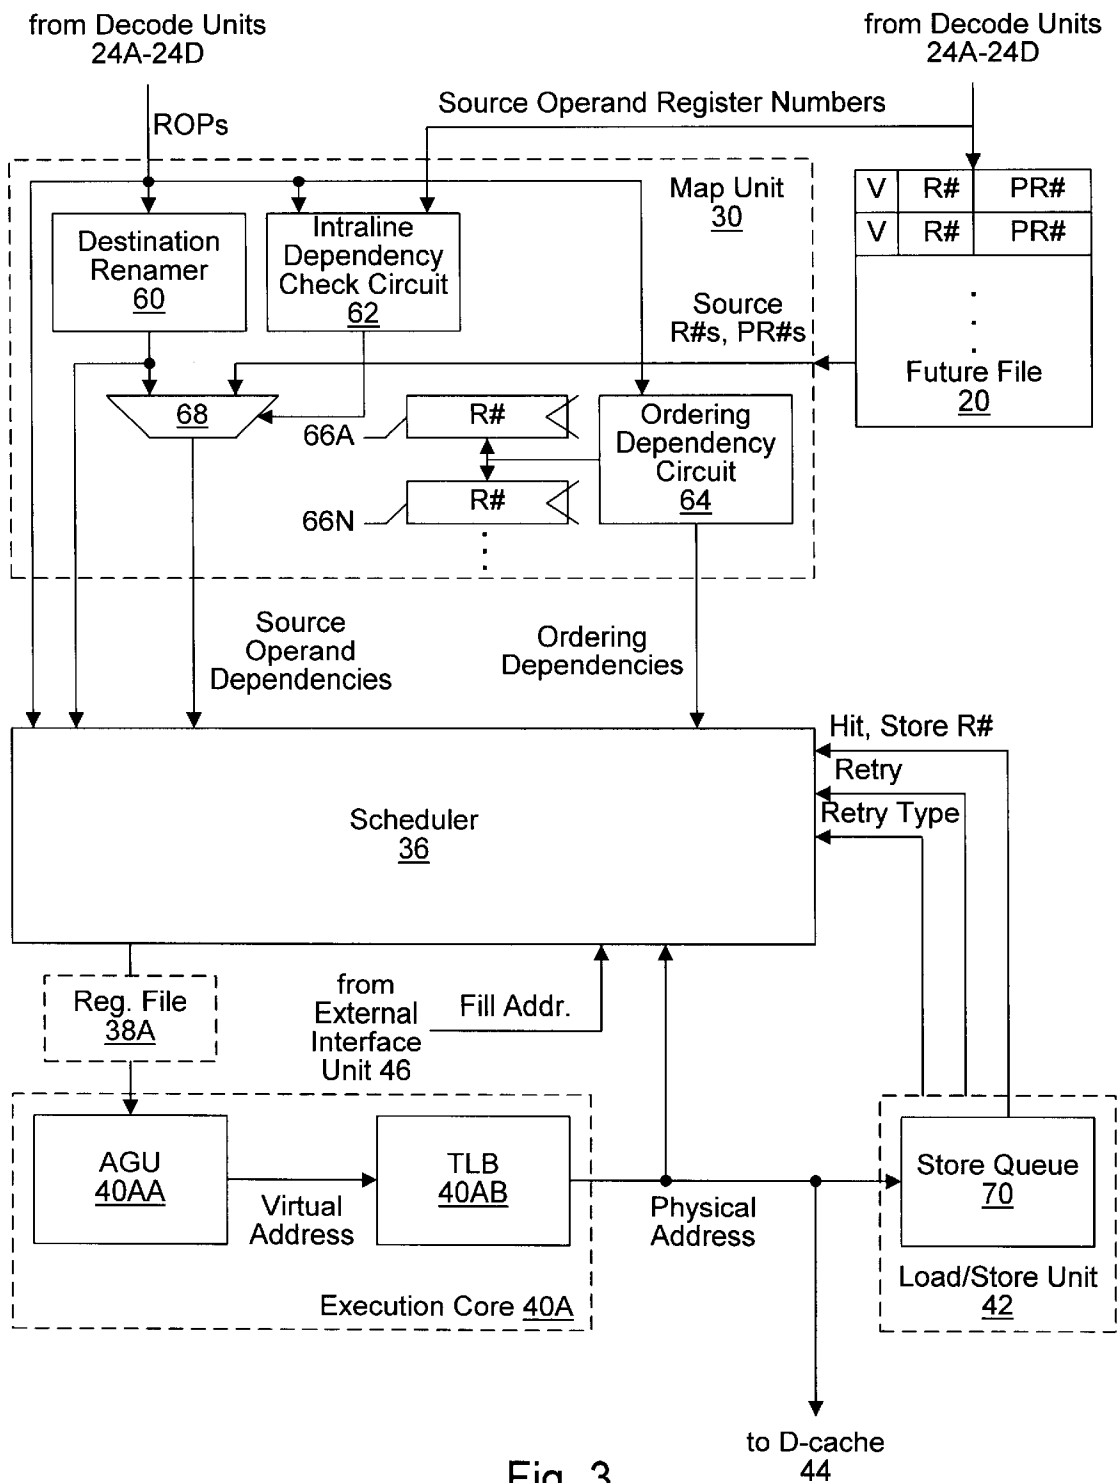 from Decode Units
24A-24D
from Decode Units
24A-24D
Source Operand Register Numbers
ROPs
Map Unit
30
V R# PR#
V R# PR#
Destination
Renamer
60
Intraline
Dependency
Check Circuit
62
Source
R#s, PR#s
Future File
20
68
66A
R#
Ordering
Dependency
Circuit
64
66N
R#
Source
Operand
Dependencies
Ordering
Dependencies
Hit, Store R#
Retry
Retry Type
Scheduler
36
Reg. File
38A
from
External
Interface
Unit 46
Fill Addr.
AGU
40AA
Virtual
Address
TLB
40AB
Physical
Address
Store Queue
70
Load/Store Unit
42
Execution Core 40A
to D-cache
44
Fig. 3